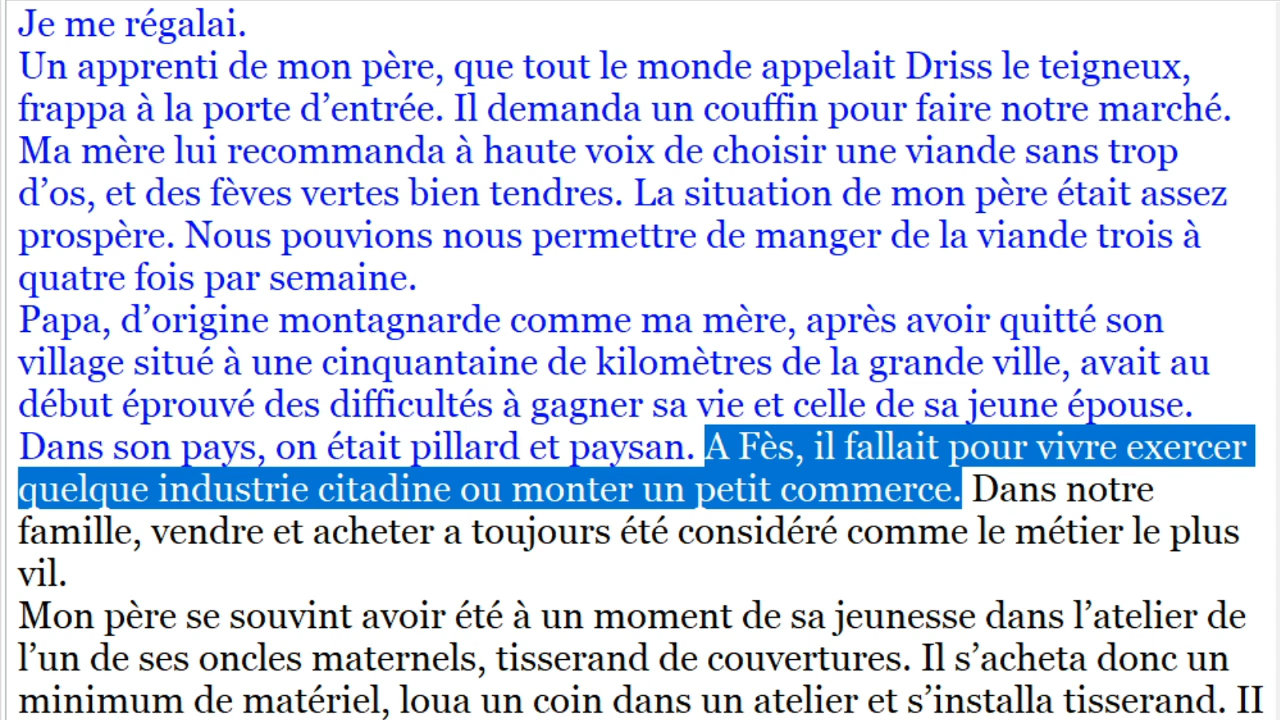 Je me régalai.
Un apprenti de mon père, que tout le monde appelait Driss le teigneux,
frappa à la porte d’entrée. Il demanda un couffin pour faire notre marché.
Ma mère lui recommanda à haute voix de choisir une viande sans trop
d’os, et des fèves vertes bien tendres. La situation de mon père était assez
prospère. Nous pouvions nous permettre de manger de la viande trois à
quatre fois par semaine.
Papa, d’origine montagnarde comme ma mère, après avoir quitté son
village situé à une cinquantaine de kilomètres de la grande ville, avait au
début éprouvé des difficultés à gagner sa vie et celle de sa jeune épouse.
Dans son pays, on était pillard et paysan. A Fès, il fallait pour vivre exercer
quelque industrie citadine ou monter un petit commerce. Dans notre
famille, vendre et acheter a toujours été considéré comme le métier le plus
vil.
Mon père se souvint avoir été à un moment de sa jeunesse dans l’atelier de
l’un de ses oncles maternels, tisserand de couvertures. Il s’acheta donc un
minimum de matériel, loua un coin dans un atelier et s’installa tisserand. II